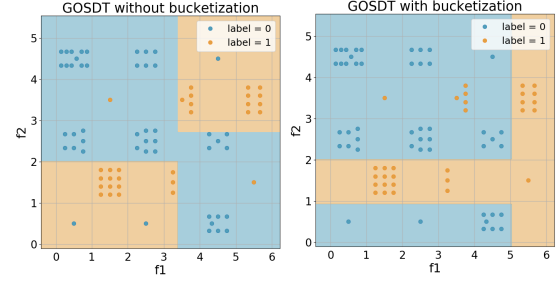 GOSDT without bucketization
label = 0
label = 1
5
4
3
2
1
0
f2
0 1 2 3 4 5 6
f1
GOSDT with bucketization
label = 0
label = 1
5
4
3
2
1
0
f2
0 1 2 3 4 5 6
f1